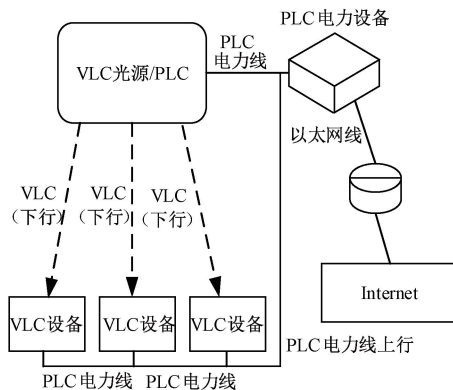 PLC电力设备
PLC
电力线
VLC光源/PLC
以太网线
VLC
（下行）
VLC
（下行）
VLC
（下行）
Internet
VLC设备
VLC设备
VLC设备
PLC电力线上行
PLC电力线
PLC电力线